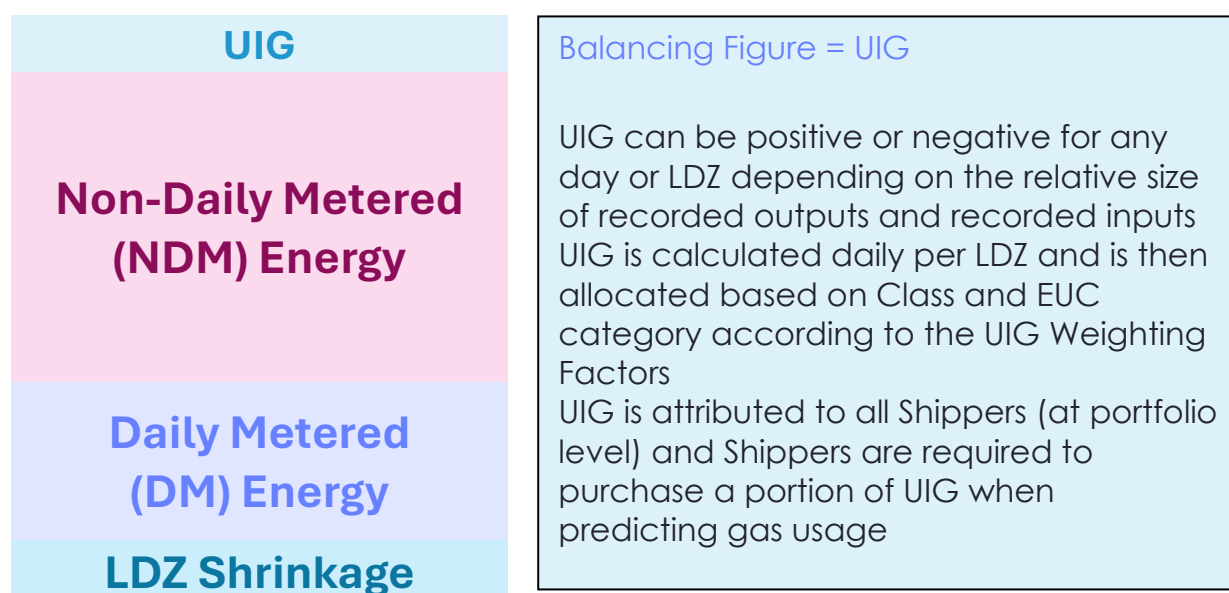 UIG
Non-Daily Metered
(NDM) Energy
Daily Metered
(DM) Energy
LDZ Shrinkage
Balancing Figure = UIG
UIG can be positive or negative for any
day or LDZ depending on the relative size
of recorded outputs and recorded inputs
UIG is calculated daily per LDZ and is then
allocated based on Class and EUC
category according to the UIG Weighting
Factors
UIG is attributed to all Shippers (at portfolio
level) and Shippers are required to
purchase a portion of UIG when
predicting gas usage